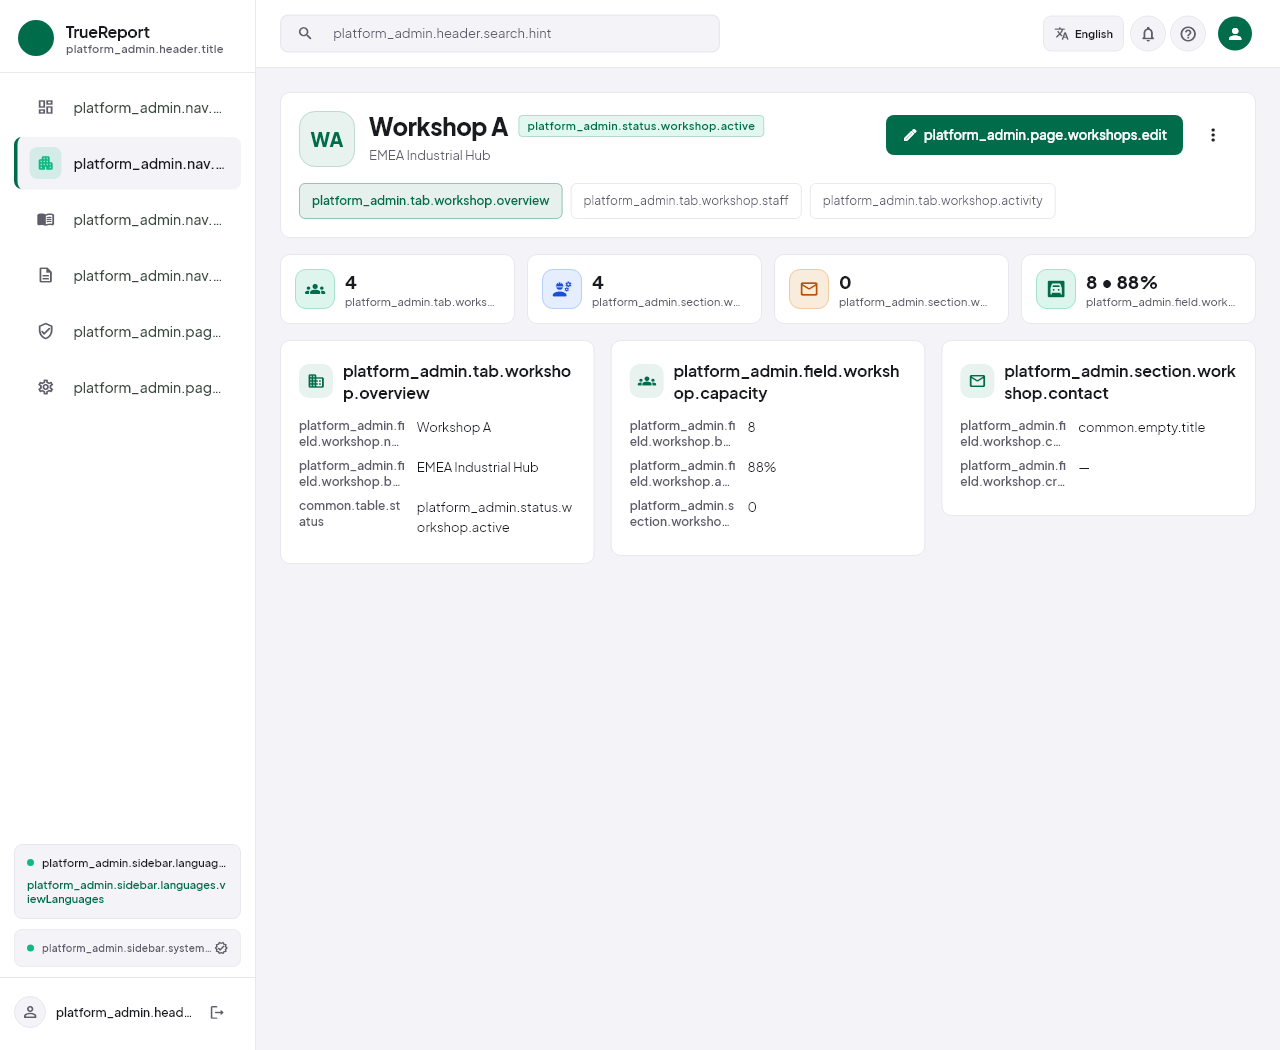 TrueReport
platform_admin.header.title
platform_admin.nav....
platform_admin.nav....
platform_admin.nav....
platform_admin.nav....
platform_admin.pag...
platform_admin.pag...
platform_admin.sidebar.languag...
platform_admin.sidebar.languages.v
iewLanguages
platform_admin.sidebar.system...
platform_admin.head...
platform_admin.header.search.hint
English
WA
Workshop A
platform_admin.status.workshop.active
EMEA Industrial Hub
platform_admin.page.workshops.edit
platform_admin.tab.workshop.overview
platform_admin.tab.workshop.staff
platform_admin.tab.workshop.activity
4
platform_admin.tab.works...
4
platform_admin.section.w...
0
platform_admin.section.w...
8 • 88%
platform_admin.field.work...
platform_admin.tab.worksho
p.overview
platform_admin.fi
eld.workshop.n...
Workshop A
platform_admin.fi
eld.workshop.b...
EMEA Industrial Hub
common.table.st
atus
platform_admin.status.w
orkshop.active
platform_admin.field.worksh
op.capacity
platform_admin.fi
eld.workshop.b...
8
platform_admin.fi
eld.workshop.a...
88%
platform_admin.s
ection.worksho...
0
platform_admin.section.work
shop.contact
platform_admin.fi
eld.workshop.c...
common.empty.title
platform_admin.fi
eld.workshop.cr...
—